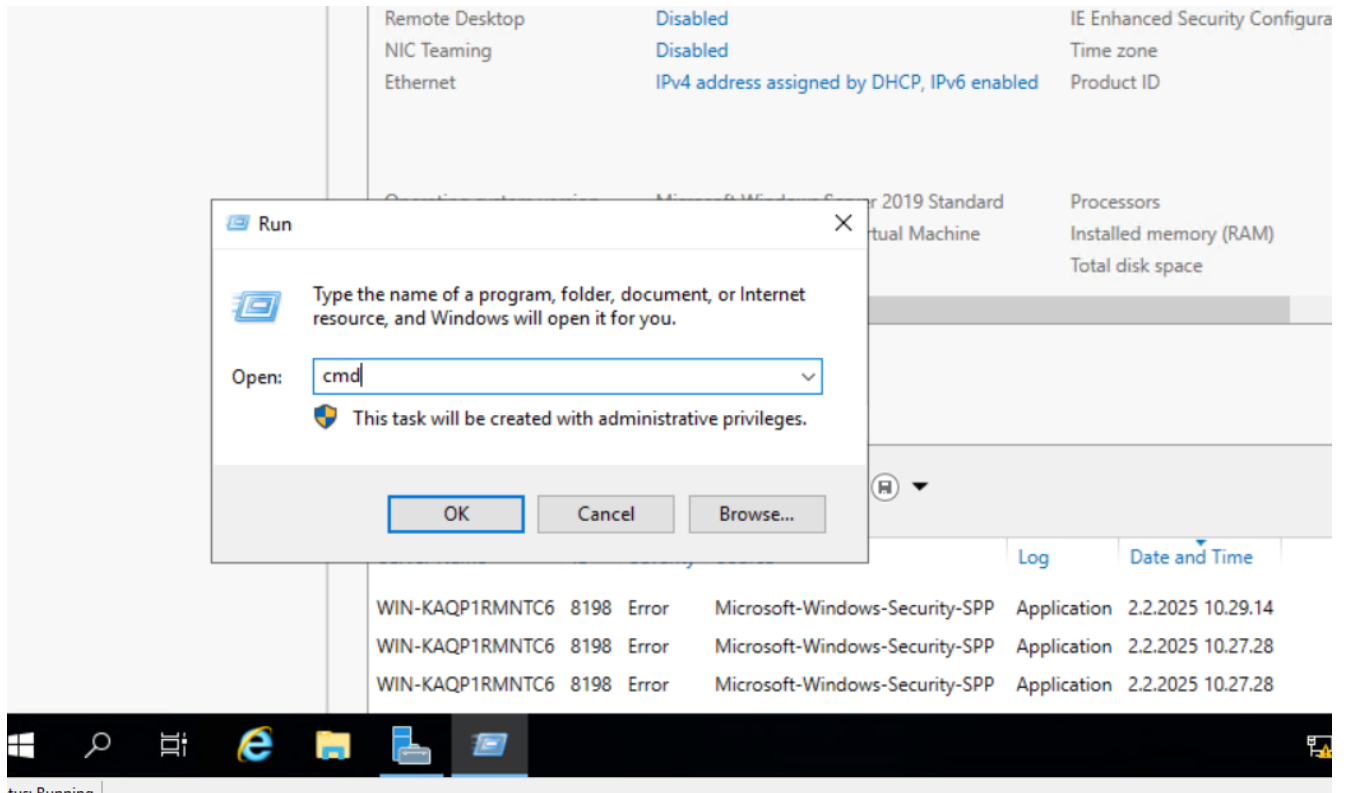 Remote Desktop Disabled IE Enhanced Security Configura
NIC Teaming Disabled Time zone
Ethernet IPv4 address assigned by DHCP, IPv6 enabled Product ID
2019 Standard Processors
Machine Installed memory (RAM)
Total disk space
Run
Type the name of a program, folder, document, or Internet
resource, and Windows will open it for you.
Open: cmd
This task will be created with administrative privileges.
OK Cancel Browse...
Log Date and Time
WIN-KAQP1RMNTC6 8198 Error Microsoft-Windows-Security-SPP Application 2.2.2025 10.29.14
WIN-KAQP1RMNTC6 8198 Error Microsoft-Windows-Security-SPP Application 2.2.2025 10.27.28
WIN-KAQP1RMNTC6 8198 Error Microsoft-Windows-Security-SPP Application 2.2.2025 10.27.28
Running